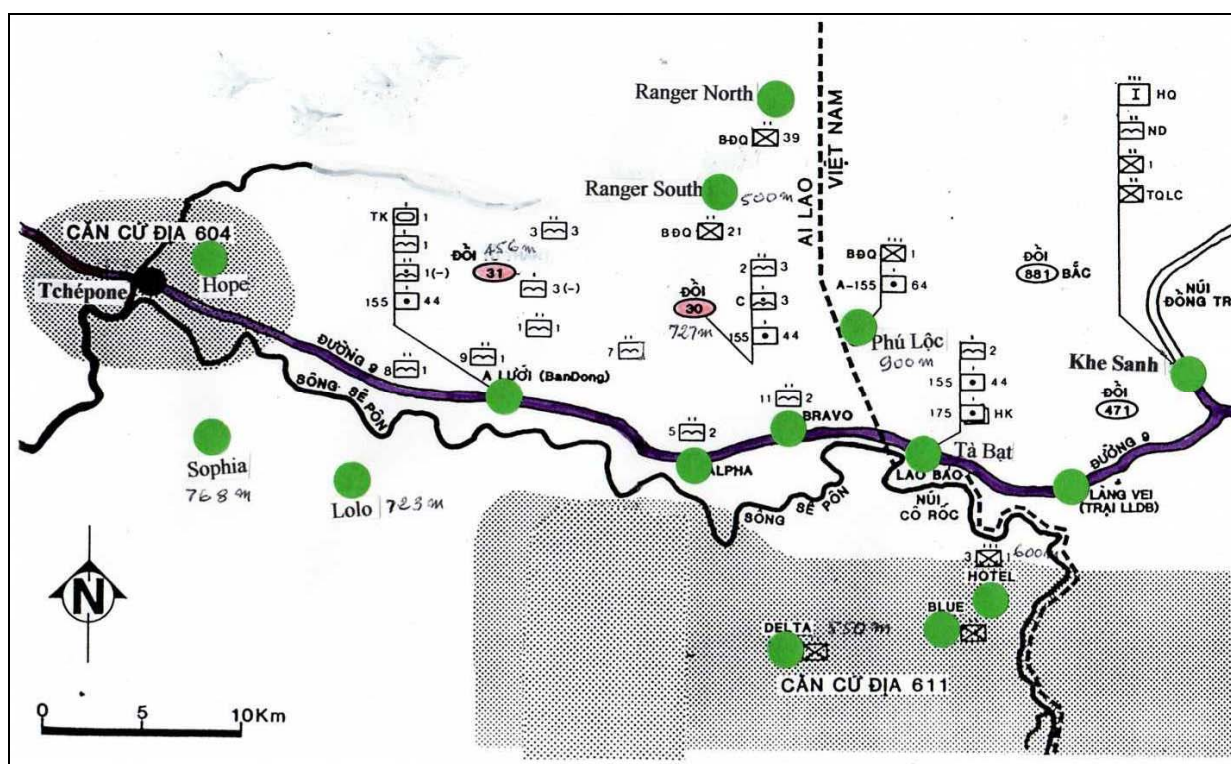 Ranger North
BĐQ 39
Ranger South
500m
BĐQ 21
AI LAO
VIỆT NAM
HQ
ND
1
TQLC
CĂN CỨ ĐỊA 604
Hope
Tchépone
TK 1
1
1(-)
155 44
3 3
ĐỒI 456m
31
3(-)
1 1
7
2 3
C 3
155 44
ĐỒI
30
727m
BĐQ 1
A-155 64
Phú Lộc
900m
ĐỒI
881 BẮC
NÚI
ĐỒNG TR
Khe Sanh
ĐỒI
471
2
155 44
175 HK
ĐƯỜNG 9
SÔNG SÊ PÔN
8 1
9 1
A LƯỚI (BanDong)
11 2
BRAVO
5 2
ALPHA
Tà Bạt
LAO BẢO
NÚI
CÔ RỐC
ĐƯỜNG 9
LÀNG VEI
(TRẠI LLDB)
Sophia
768m
Lolo 723m
SÔNG SÊ PÔN
3 1 600
HOTEL
BLUE
DELTA 550m
CĂN CỨ ĐỊA 611
N
0 5 10Km